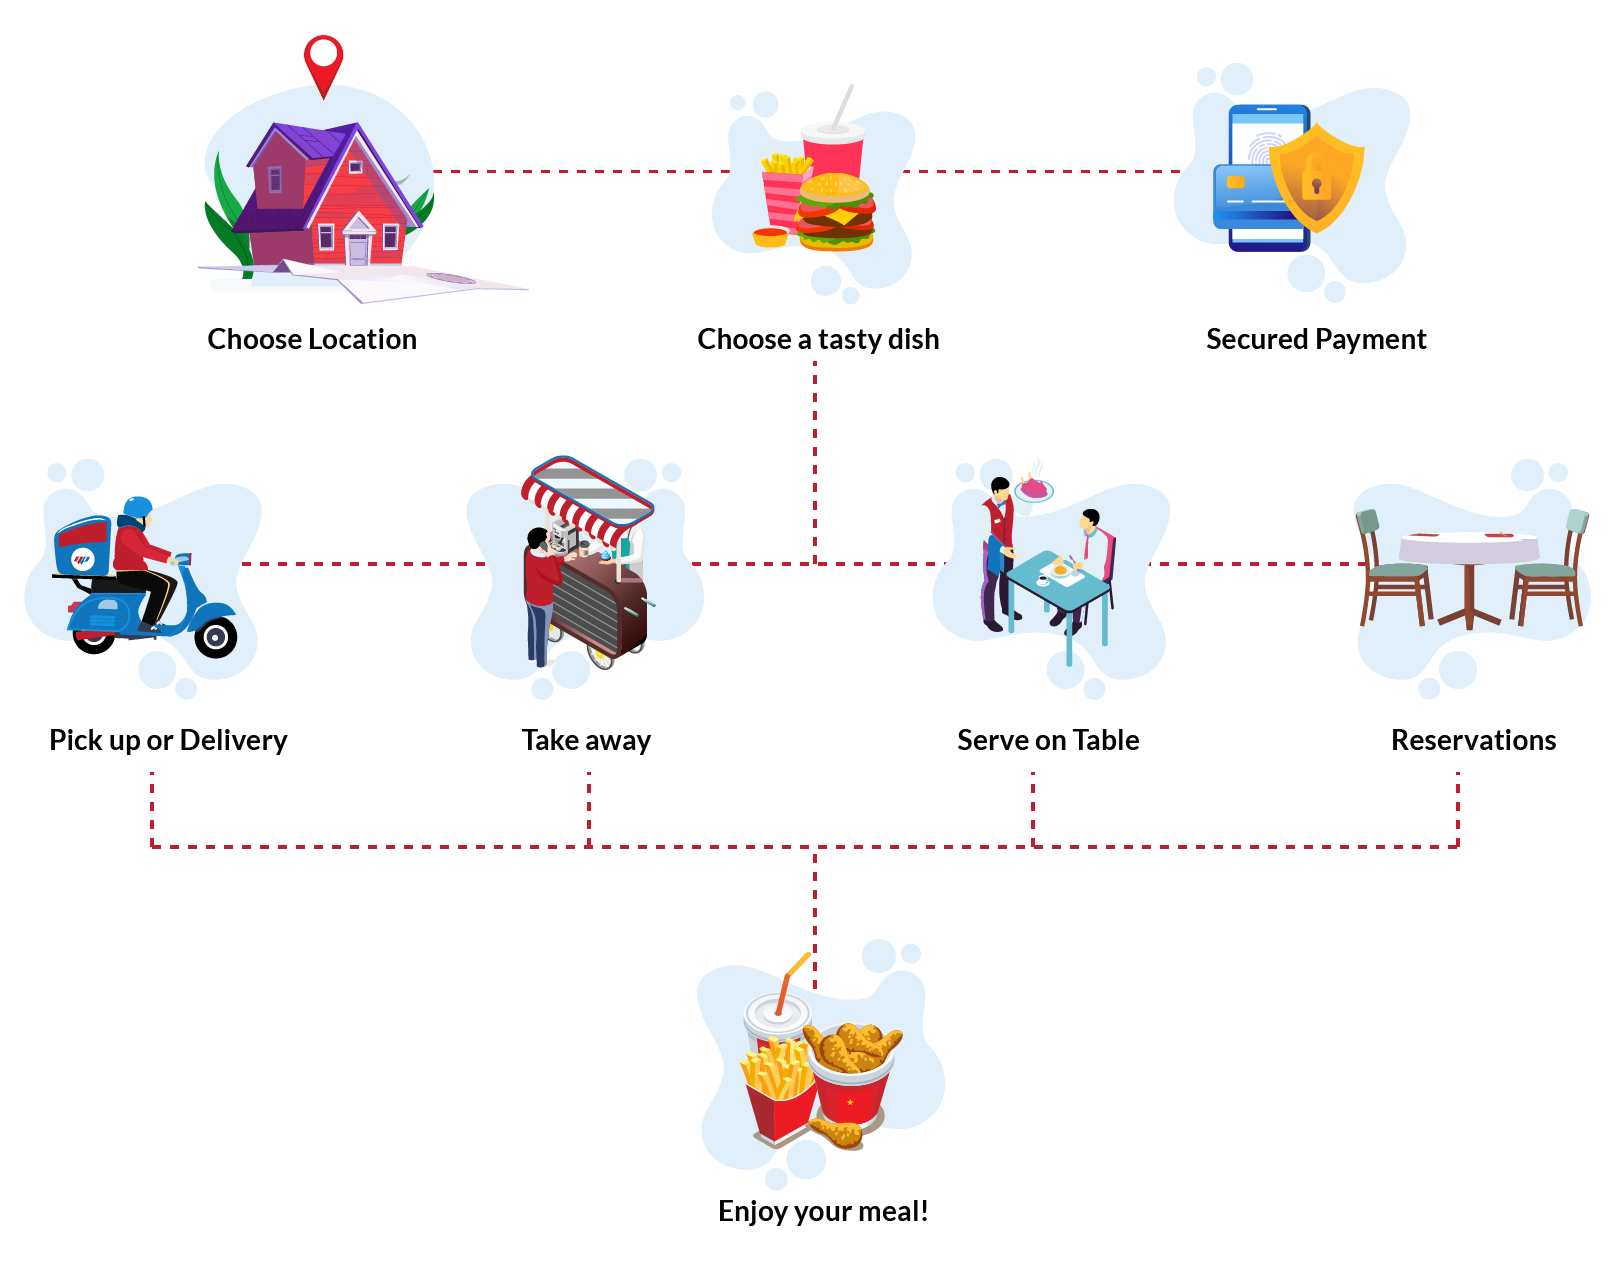 Choose Location
Choose a tasty dish
Secured Payment
Pick up or Delivery
Take away
Serve on Table
Reservations
Enjoy your meal!